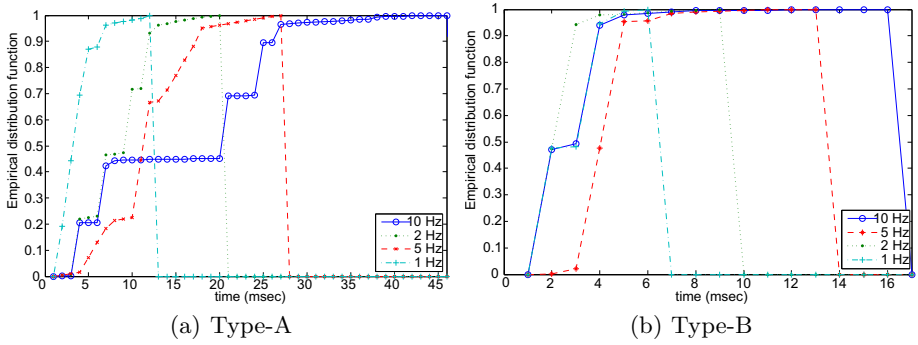 Empirical distribution function
1
0.9
0.8
0.7
0.6
0.5
0.4
0.3
0.2
0.1
0
5 10 15 20 25 30 35 40 45
time (msec)
10 Hz
2 Hz
5 Hz
1 Hz
(a) Type-A
Empirical distribution function
1
0.9
0.8
0.7
0.6
0.5
0.4
0.3
0.2
0.1
0
0 2 4 6 8 10 12 14 16
time (msec)
10 Hz
5 Hz
2 Hz
1 Hz
(b) Type-B